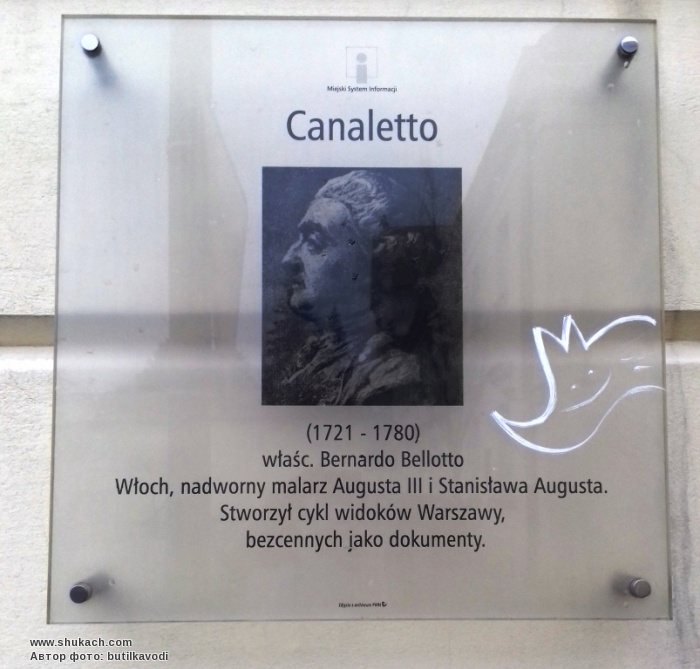 Miejski System Informacji
Canaletto
(1721 - 1780)
właśc. Bernardo Bellotto
Włoch, nadworny malarz Augusta III i Stanisława Augusta.
Stworzył cykl widoków Warszawy,
bezcennych jako dokumenty.
www.shukach.com
Автор фото: butilkavodi